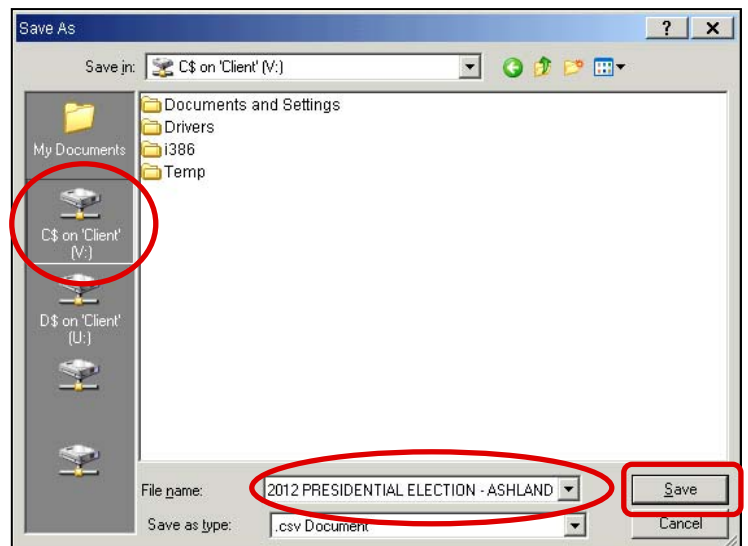 Save As
Save in: C$ on 'Client' (V:)
My Documents
C$ on 'Client' (V:)
D$ on 'Client' (U:)
Documents and Settings
Drivers
i386
Temp
File name: 2012 PRESIDENTIAL ELECTION - ASHLAND
Save
Save as type: .csv Document
Cancel